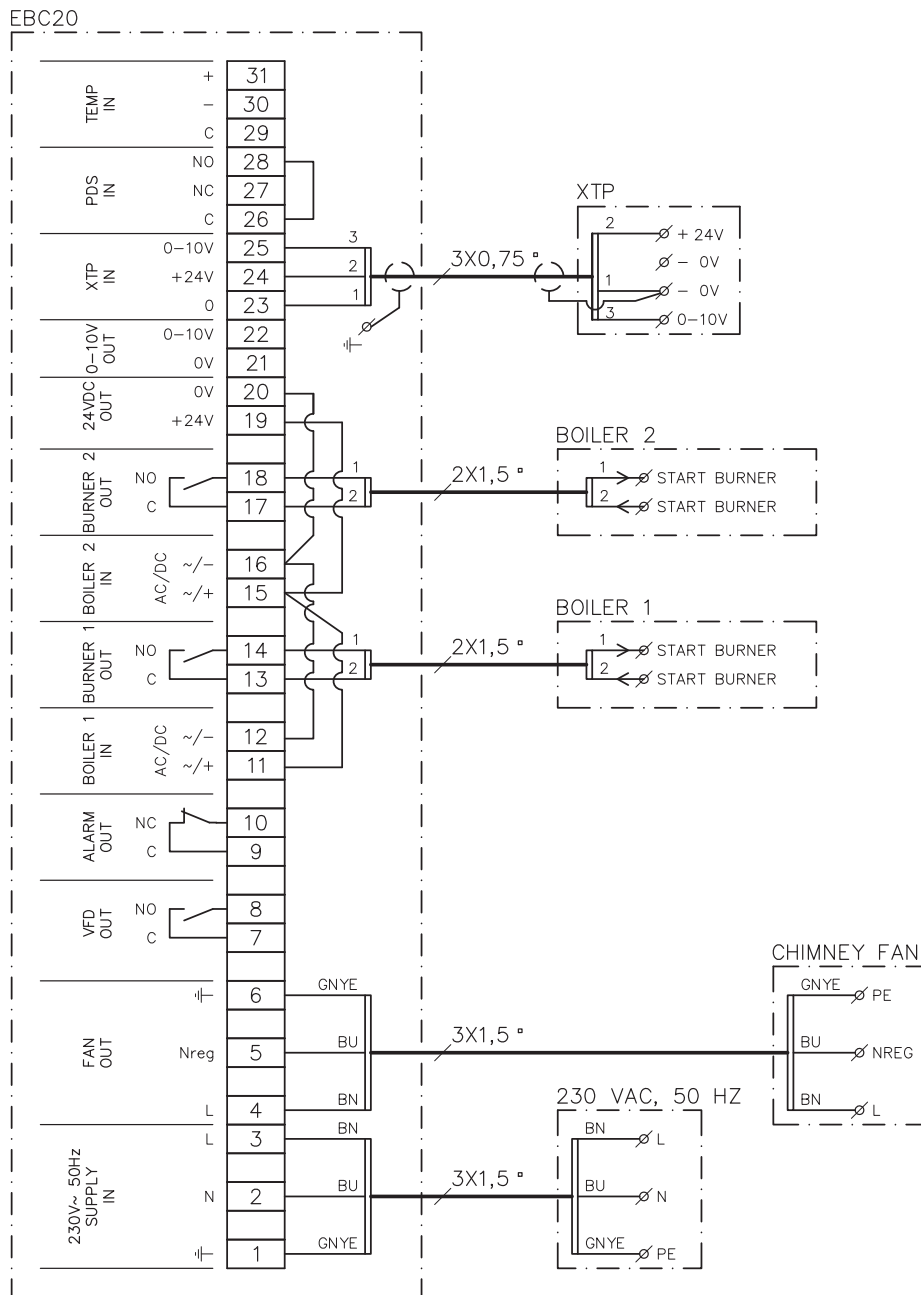 EBC20
TEMP IN
+ 31
- 30
C 29
PDS IN
NO 28
NC 27
C 26
XTP IN
0-10V 25 3
+24V 24 2
0 23 1
3X0,75 ▫
XTP
2 + 24V
- 0V
1 - 0V
3 0-10V
0-10V OUT
0-10V 22
0V 21
24VDC OUT
0V 20
+24V 19
BURNER 2 OUT
NO 18 1
C 17 2
2X1,5 ▫
BOILER 2
1 START BURNER
2 START BURNER
BOILER 2 IN
AC/DC
~/- 16
~/+ 15
BURNER 1 OUT
NO 14 1
C 13 2
2X1,5 ▫
BOILER 1
1 START BURNER
2 START BURNER
BOILER 1 IN
AC/DC
~/- 12
~/+ 11
ALARM OUT
NC 10
C 9
VFD OUT
NO 8
C 7
FAN OUT
6 GNYE
Nreg 5 BU
L 4 BN
3X1,5 ▫
CHIMNEY FAN
GNYE PE
BU NREG
BN L
230V~ 50Hz SUPPLY IN
L 3 BN
N 2 BU
1 GNYE
3X1,5 ▫
230 VAC, 50 HZ
BN L
BU N
GNYE PE